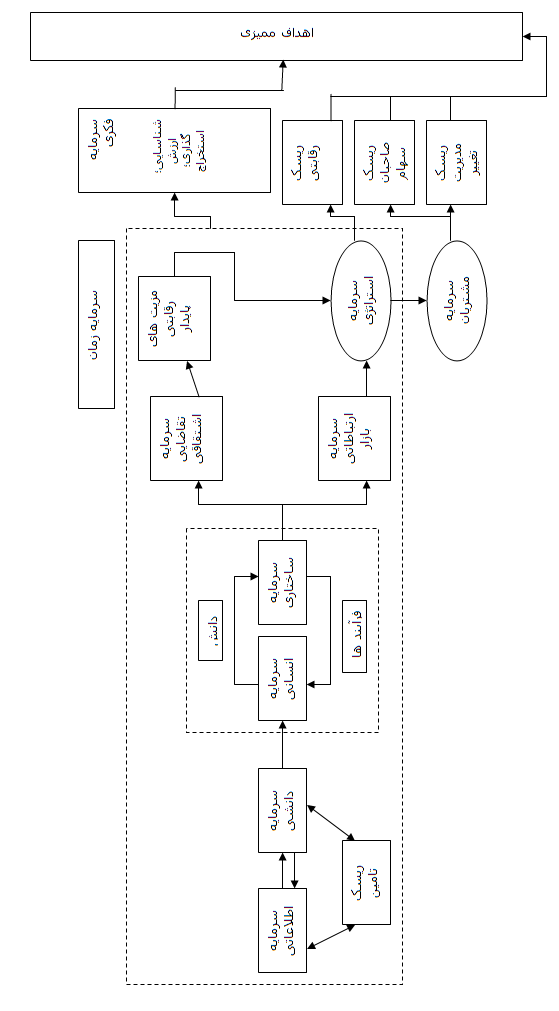 اهداف ممیزی
سرمایه
فکری
شناسایی؛
ارزش
گذاری؛
استخراج
ریسک
رقابتی
ریسک
صاحبان
سهام
ریسک
مدیریت
تغییر
سرمایه زمان
مزیت های
رقابتی
پایدار
سرمایه
استراتژی
سرمایه
مشتریان
سرمایه
تقاضایی
اشتقاقی
سرمایه
ارتباطاتی
بازار
سرمایه
ساختاری
دانش
فرآیند ها
سرمایه
انسانی
سرمایه
دانشی
ریسک
تامین
سرمایه
اطلاعاتی